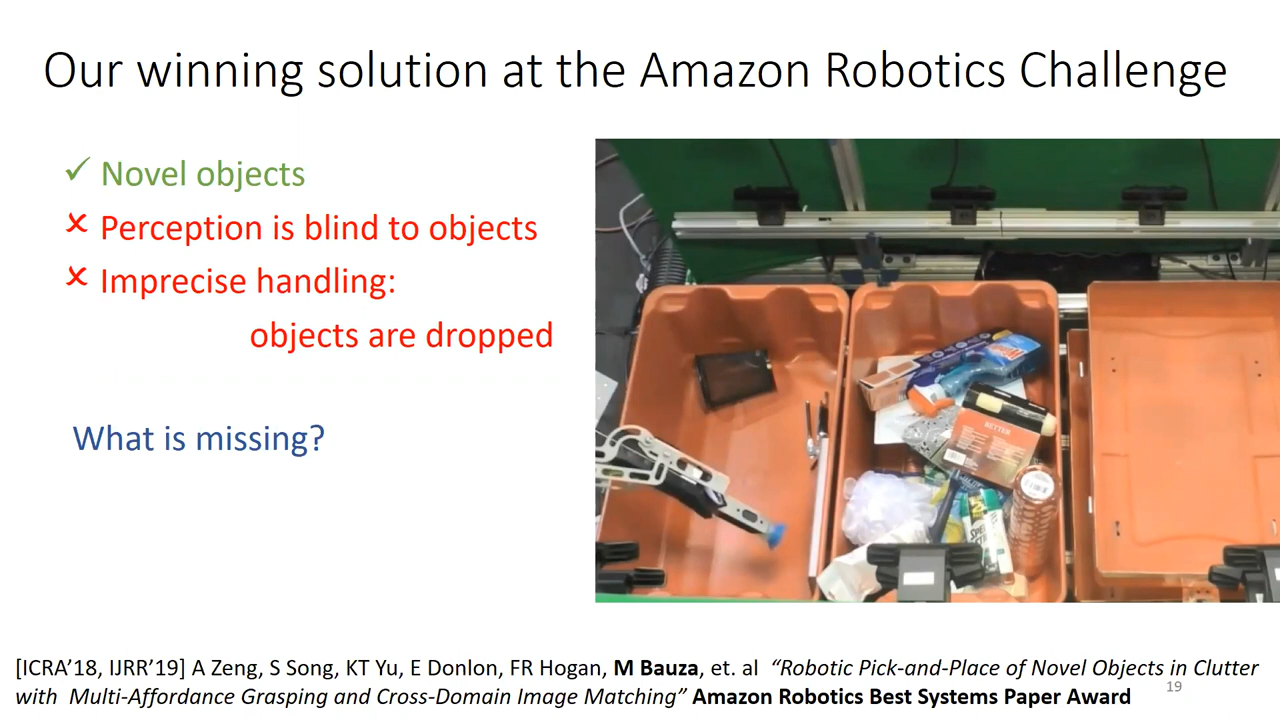 Our winning solution at the Amazon Robotics Challenge
✓ Novel objects
✗ Perception is blind to objects
✗ Imprecise handling:
objects are dropped
What is missing?
BETTER
[ICRA’18, IJRR’19] A Zeng, S Song, KT Yu, E Donlon, FR Hogan, M Bauza, et. al “Robotic Pick-and-Place of Novel Objects in Clutter
with Multi-Affordance Grasping and Cross-Domain Image Matching” Amazon Robotics Best Systems Paper Award
19